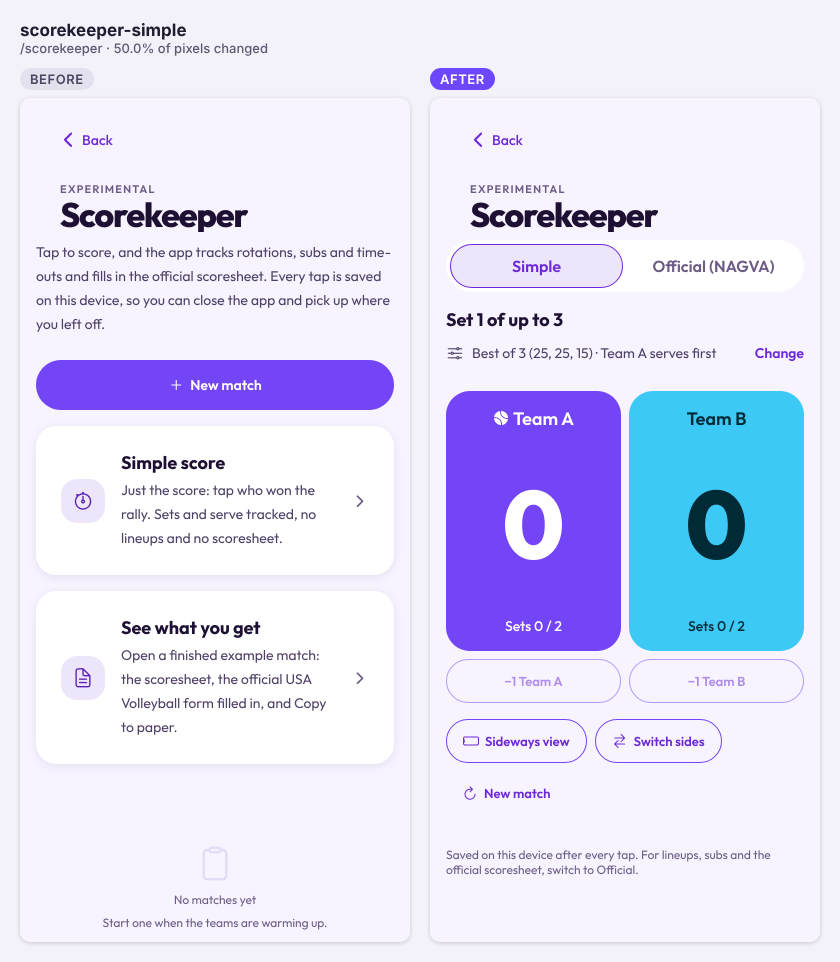 scorekeeper-simple
/scorekeeper · 50.0% of pixels changed
BEFORE
Back
EXPERIMENTAL
Scorekeeper
Tap to score, and the app tracks rotations, subs and time-
outs and fills in the official scoresheet. Every tap is saved
on this device, so you can close the app and pick up where
you left off.
New match
Simple score
Just the score: tap who won the
rally. Sets and serve tracked, no
lineups and no scoresheet.
See what you get
Open a finished example match:
the scoresheet, the official USA
Volleyball form filled in, and Copy
to paper.
No matches yet
Start one when the teams are warming up.
AFTER
Back
EXPERIMENTAL
Scorekeeper
Simple
Official (NAGVA)
Set 1 of up to 3
Best of 3 (25, 25, 15) · Team A serves first
Change
Team A
0
Sets 0 / 2
Team B
0
Sets 0 / 2
−1 Team A
−1 Team B
Sideways view
Switch sides
New match
Saved on this device after every tap. For lineups, subs and the
official scoresheet, switch to Official.